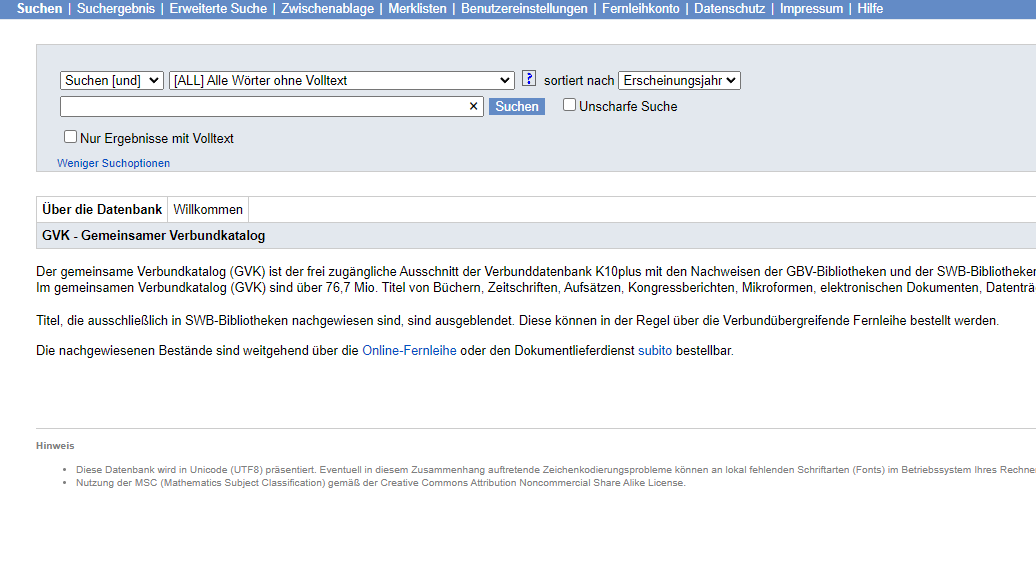 Suchen | Suchergebnis | Erweiterte Suche | Zwischenablage | Merklisten | Benutzereinstellungen | Fernleihkonto | Datenschutz | Impressum | Hilfe
Suchen [und] [ALL] Alle Wörter ohne Volltext ? sortiert nach Erscheinungsjahr
× Suchen Unscharfe Suche
Nur Ergebnisse mit Volltext
Weniger Suchoptionen
Über die Datenbank Willkommen
GVK - Gemeinsamer Verbundkatalog
Der gemeinsame Verbundkatalog (GVK) ist der frei zugängliche Ausschnitt der Verbunddatenbank K10plus mit den Nachweisen der GBV-Bibliotheken und der SWB-Bibliotheken
Im gemeinsamen Verbundkatalog (GVK) sind über 76,7 Mio. Titel von Büchern, Zeitschriften, Aufsätzen, Kongressberichten, Mikroformen, elektronischen Dokumenten, Datenträ
Titel, die ausschließlich in SWB-Bibliotheken nachgewiesen sind, sind ausgeblendet. Diese können in der Regel über die Verbundübergreifende Fernleihe bestellt werden.
Die nachgewiesenen Bestände sind weitgehend über die Online-Fernleihe oder den Dokumentlieferdienst subito bestellbar.
Hinweis
• Diese Datenbank wird in Unicode (UTF8) präsentiert. Eventuell in diesem Zusammenhang auftretende Zeichenkodierungsprobleme können an lokal fehlenden Schriftarten (Fonts) im Betriebssystem Ihres Rechne
• Nutzung der MSC (Mathematics Subject Classification) gemäß der Creative Commons Attribution Noncommercial Share Alike License.